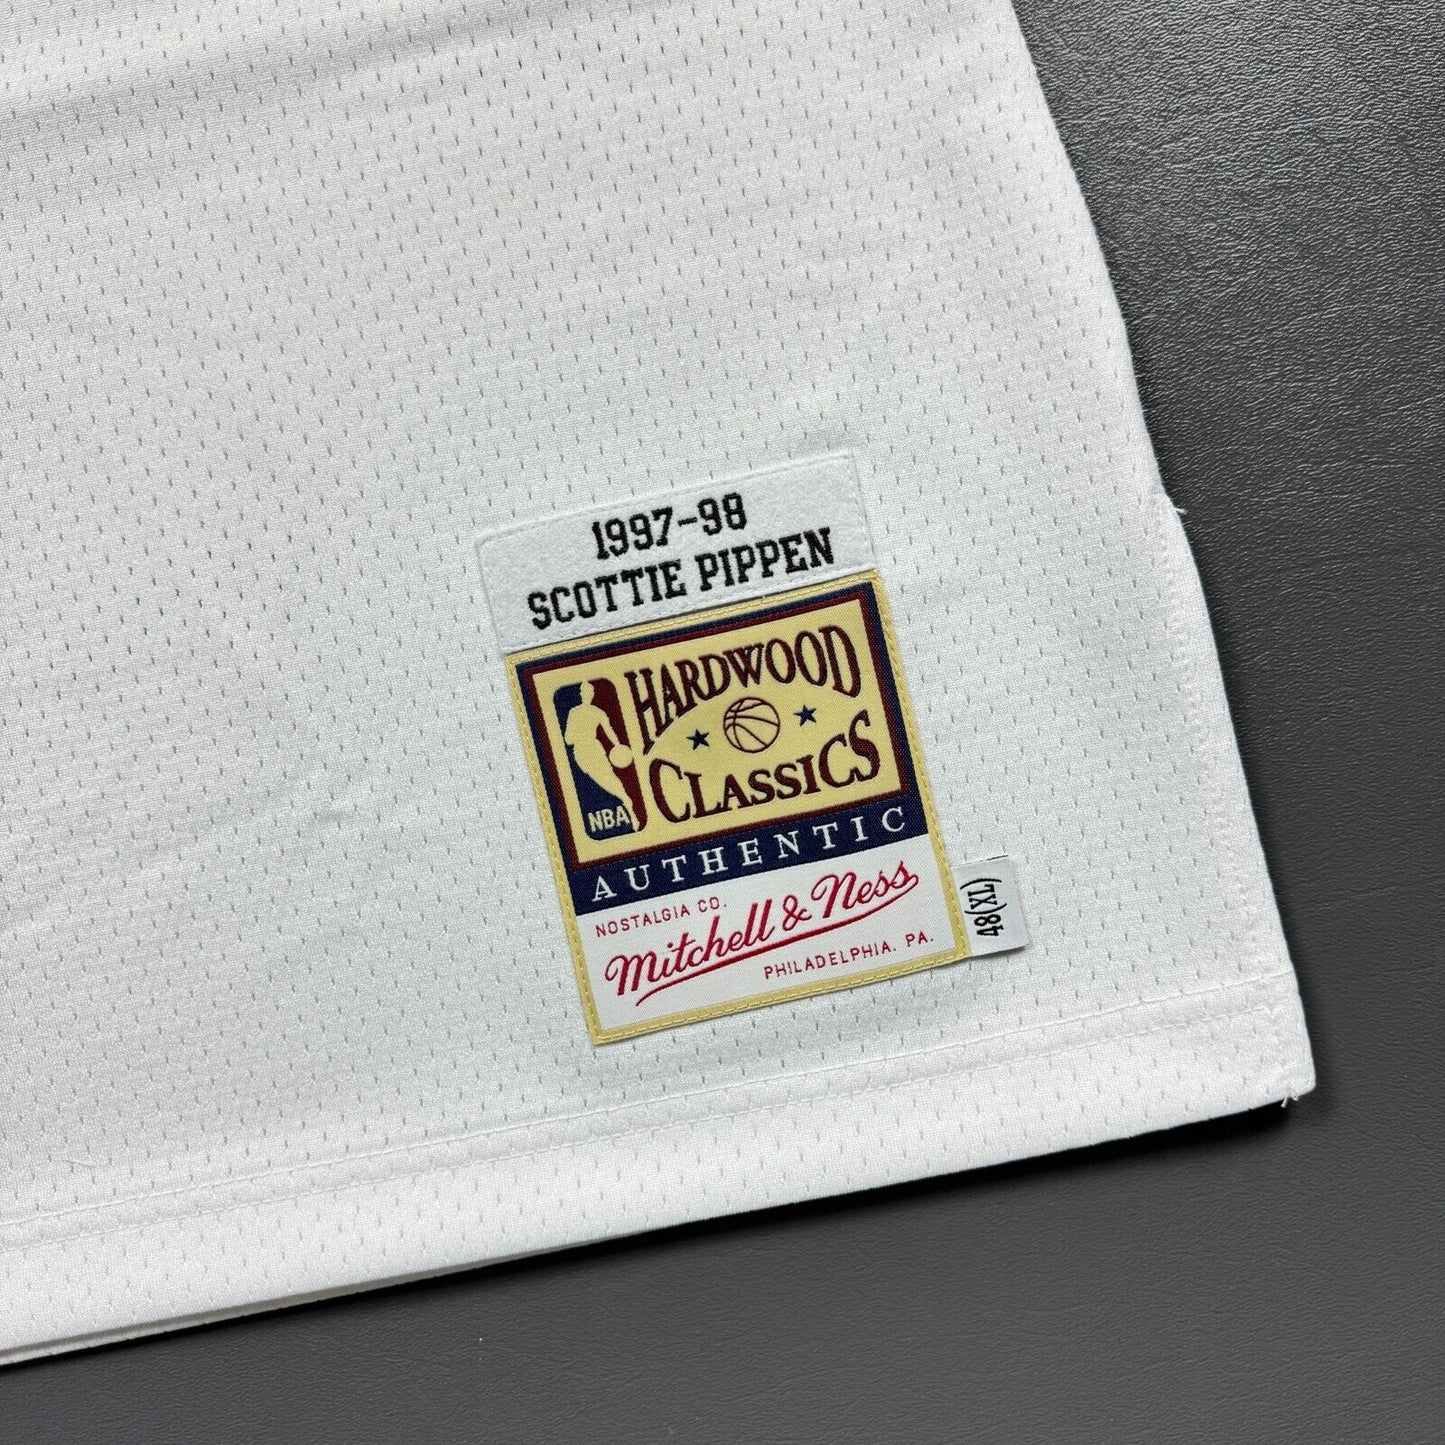 1997-98
SCOTTIE PIPPEN
HARDWOOD
CLASSICS
NBA
AUTHENTIC
NOSTALGIA CO.
Mitchell & Ness
PHILADELPHIA, PA.
48(XL)